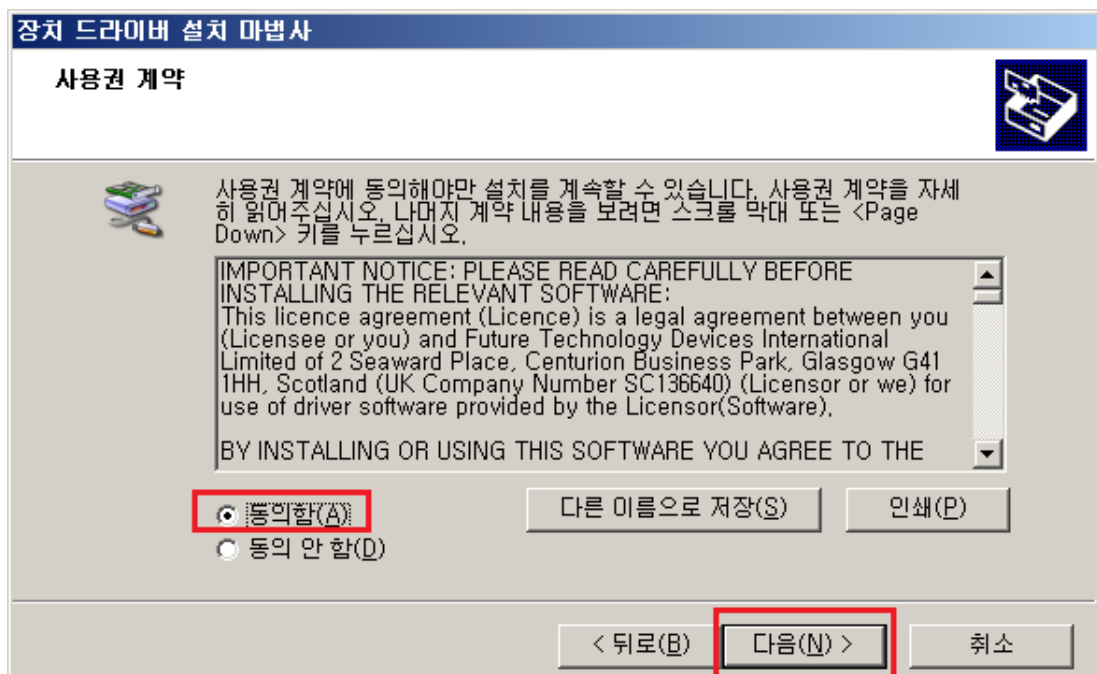 장치 드라이버 설치 마법사
사용권 계약
사용권 계약에 동의해야만 설치를 계속할 수 있습니다. 사용권 계약을 자세
히 읽어주십시오. 나머지 계약 내용을 보려면 스크롤 막대 또는 <Page
Down> 키를 누르십시오.
IMPORTANT NOTICE: PLEASE READ CAREFULLY BEFORE
INSTALLING THE RELEVANT SOFTWARE:
This licence agreement (Licence) is a legal agreement between you
(Licensee or you) and Future Technology Devices International
Limited of 2 Seaward Place, Centurion Business Park, Glasgow G41
1HH, Scotland (UK Company Number SC136640) (Licensor or we) for
use of driver software provided by the Licensor(Software).
BY INSTALLING OR USING THIS SOFTWARE YOU AGREE TO THE
동의함(A) 다른 이름으로 저장(S) 인쇄(P)
동의 안 함(D)
< 뒤로(B) 다음(N) > 취소